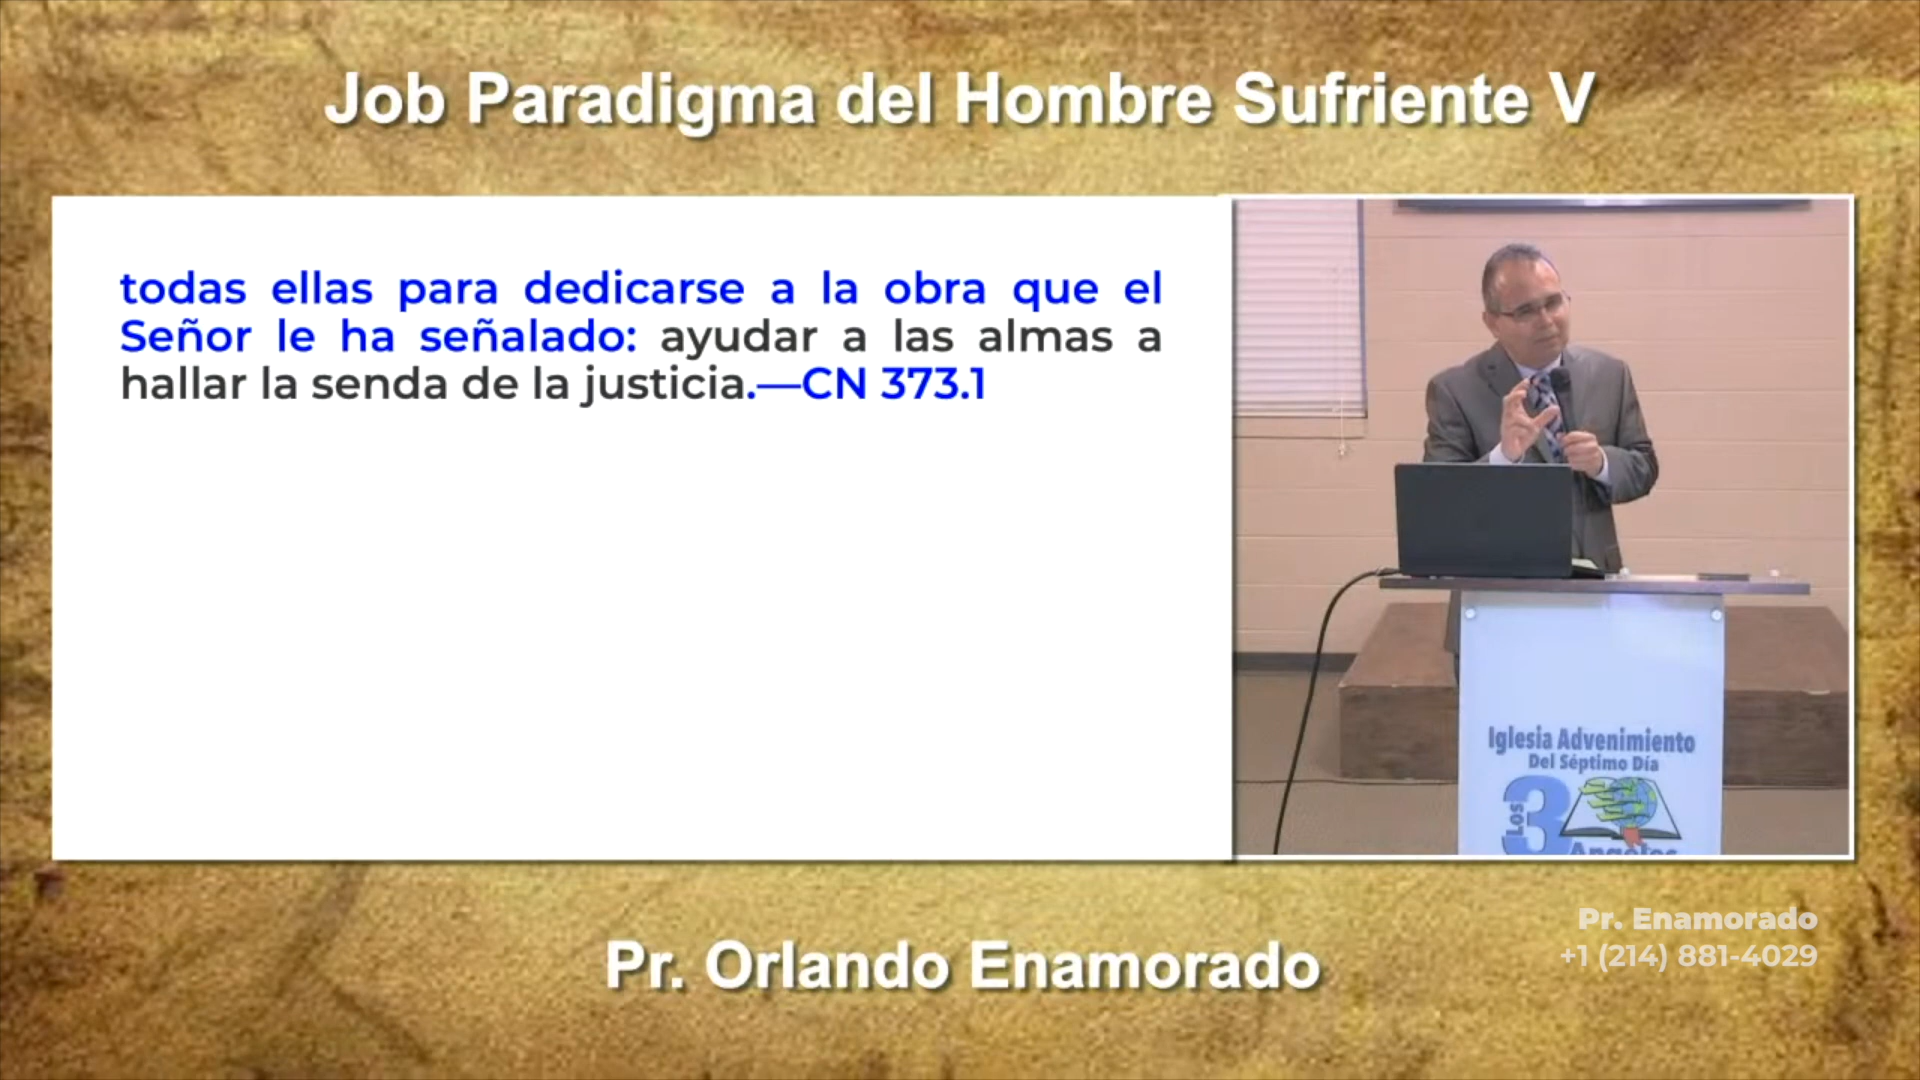 Job Paradigma del Hombre Sufriente V
todas ellas para dedicarse a la obra que el
Señor le ha señalado: ayudar a las almas a
hallar la senda de la justicia.—CN 373.1
Iglesia Advenimiento
Del Séptimo Día
Los 3
Angeles
Pr. Enamorado
+1 (214) 881-4029
Pr. Orlando Enamorado